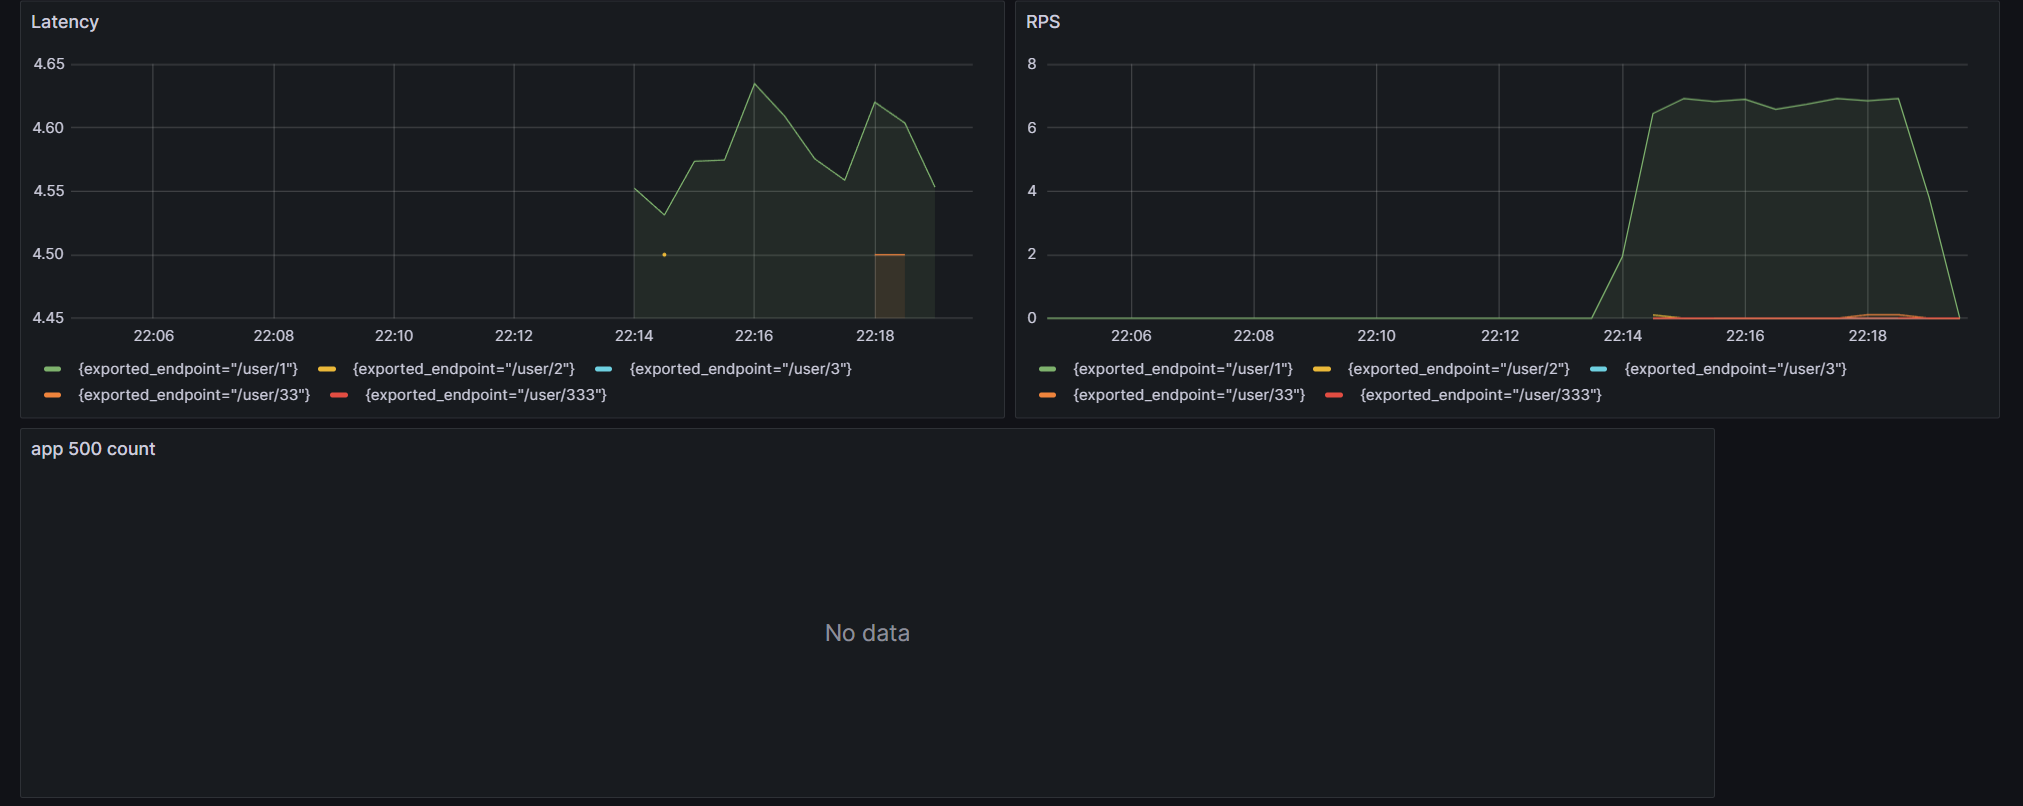 Latency
4.65
4.60
4.55
4.50
4.45
22:06 22:08 22:10 22:12 22:14 22:16 22:18
{exported_endpoint="/user/1"} {exported_endpoint="/user/2"} {exported_endpoint="/user/3"}
{exported_endpoint="/user/33"} {exported_endpoint="/user/333"}
RPS
8
6
4
2
0
22:06 22:08 22:10 22:12 22:14 22:16 22:18
{exported_endpoint="/user/1"} {exported_endpoint="/user/2"} {exported_endpoint="/user/3"}
{exported_endpoint="/user/33"} {exported_endpoint="/user/333"}
app 500 count
No data